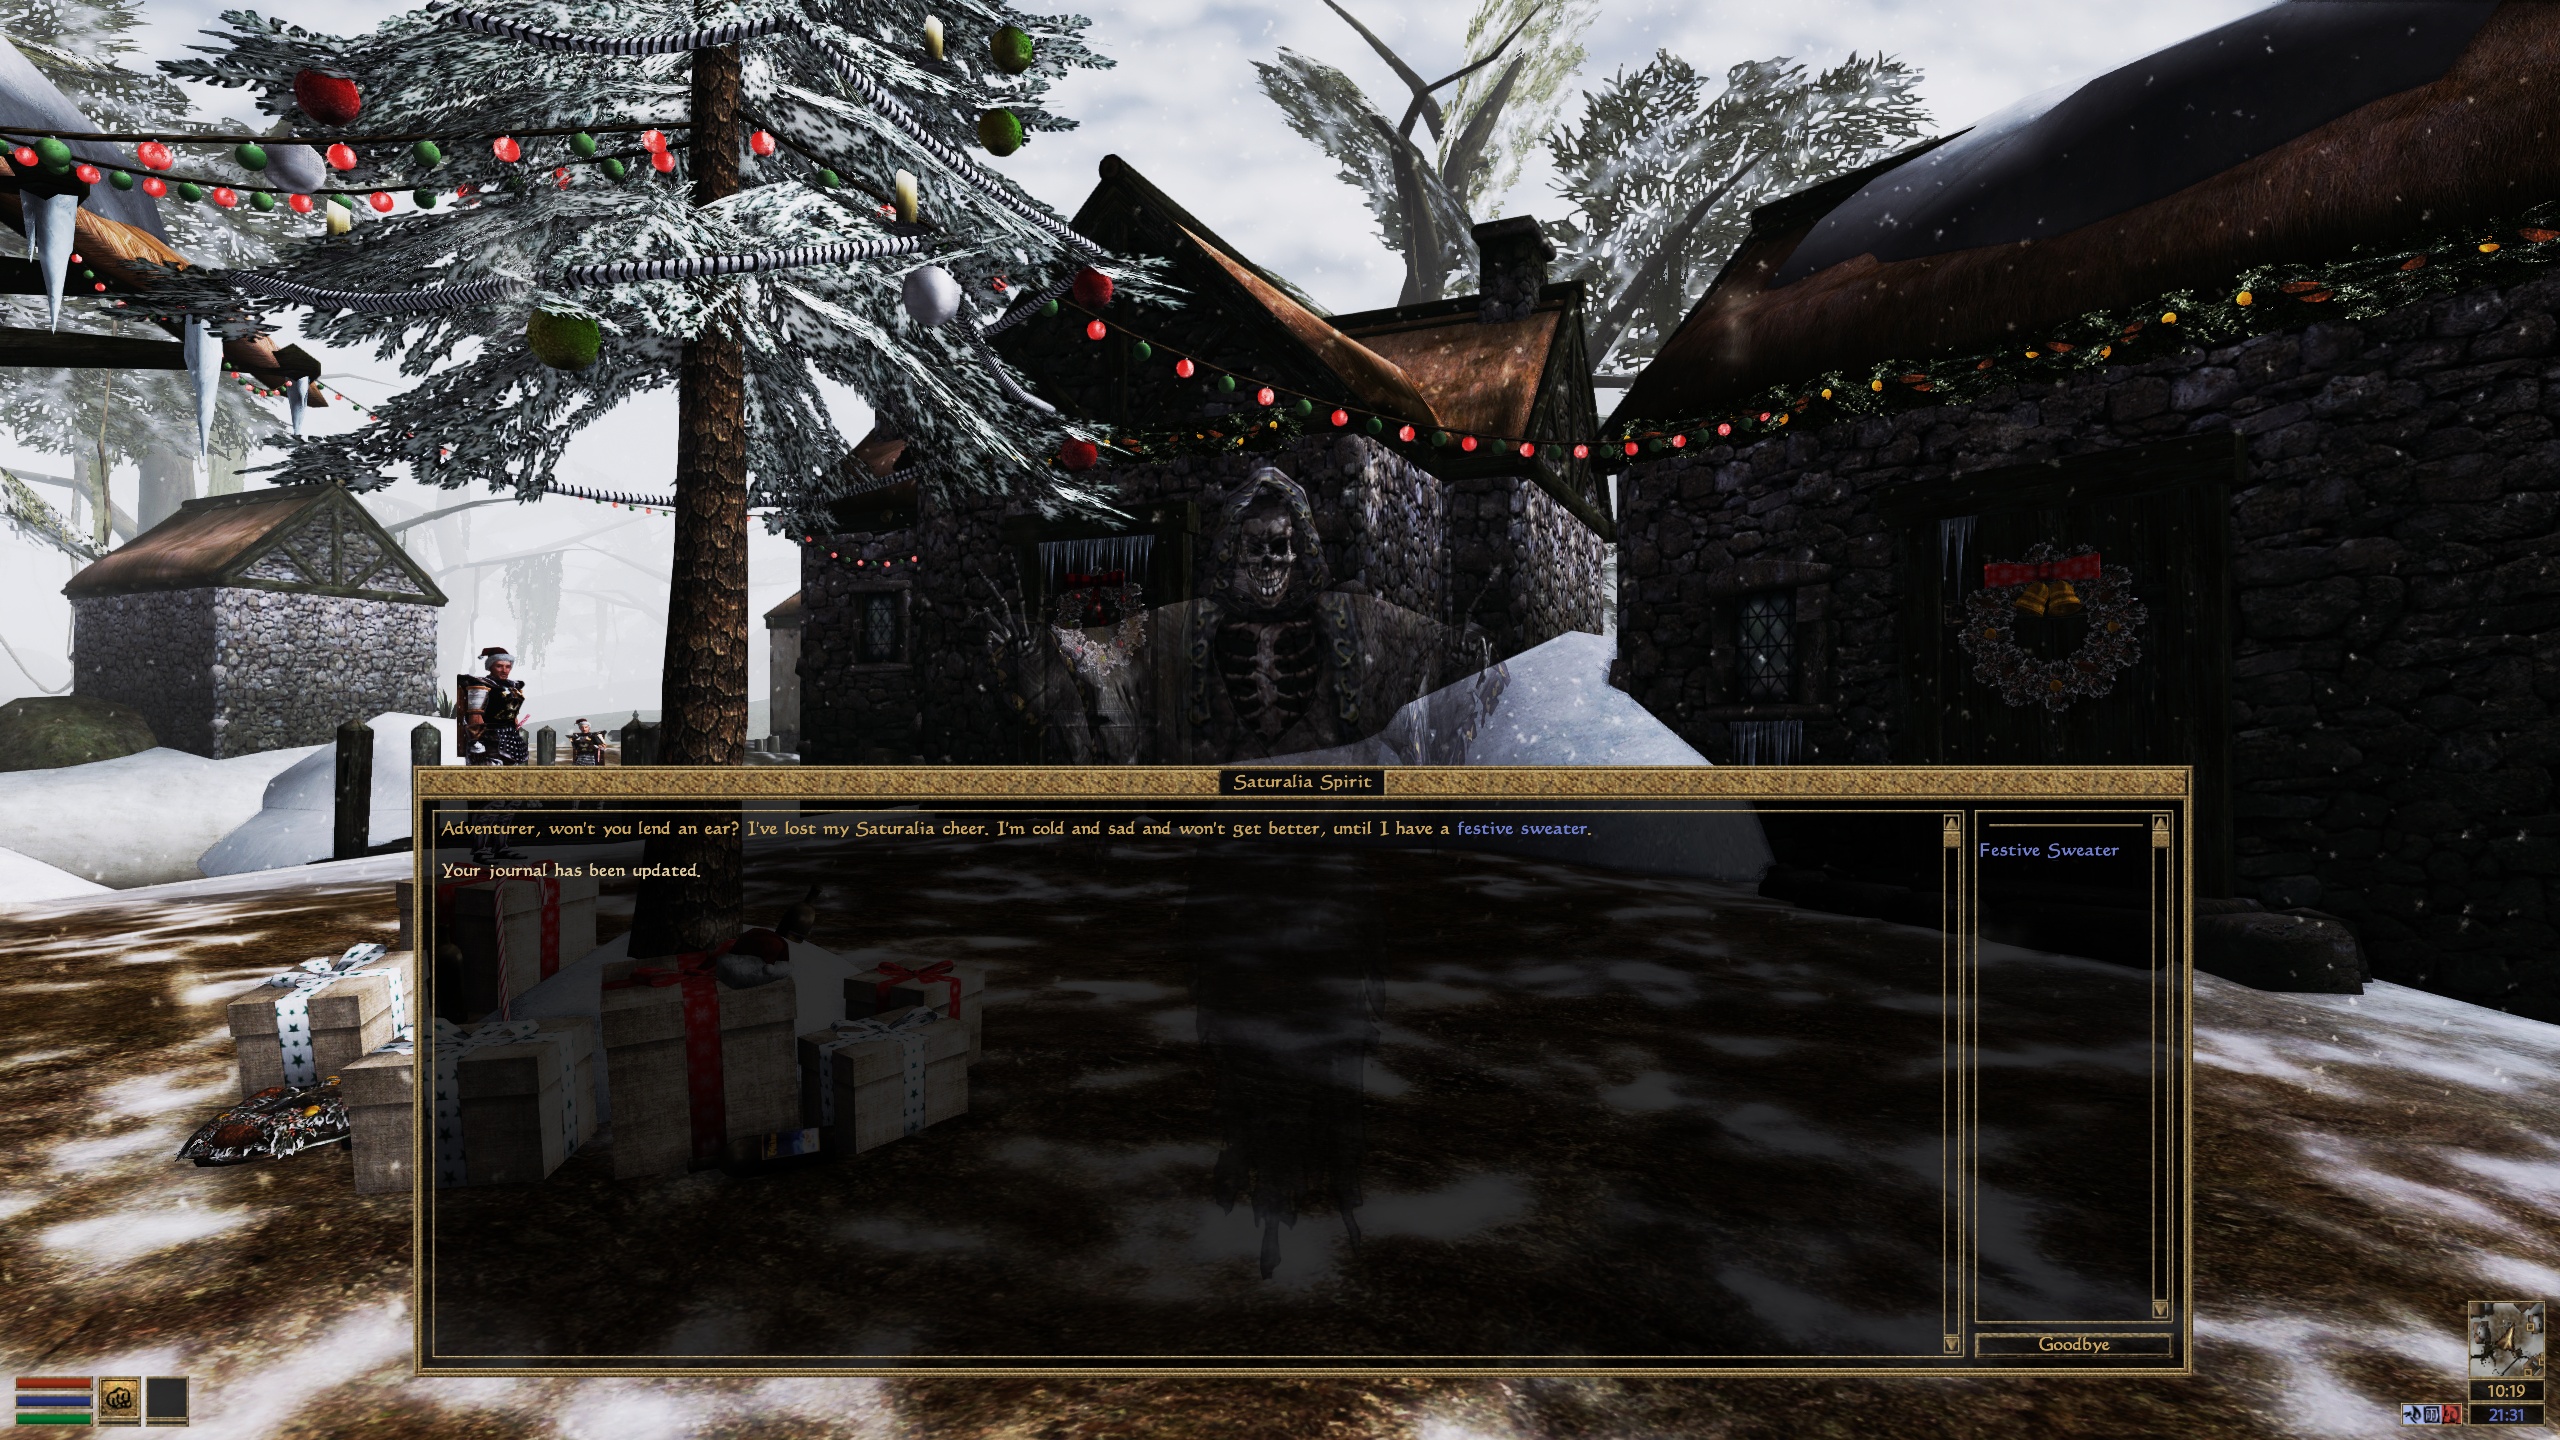 Saturalia Spirit
Adventurer, won't you lend an ear? I've lost my Saturalia cheer. I'm cold and sad and won't get better, until I have a festive sweater.
Your journal has been updated.
Festive Sweater
Goodbye
10:19
21:31